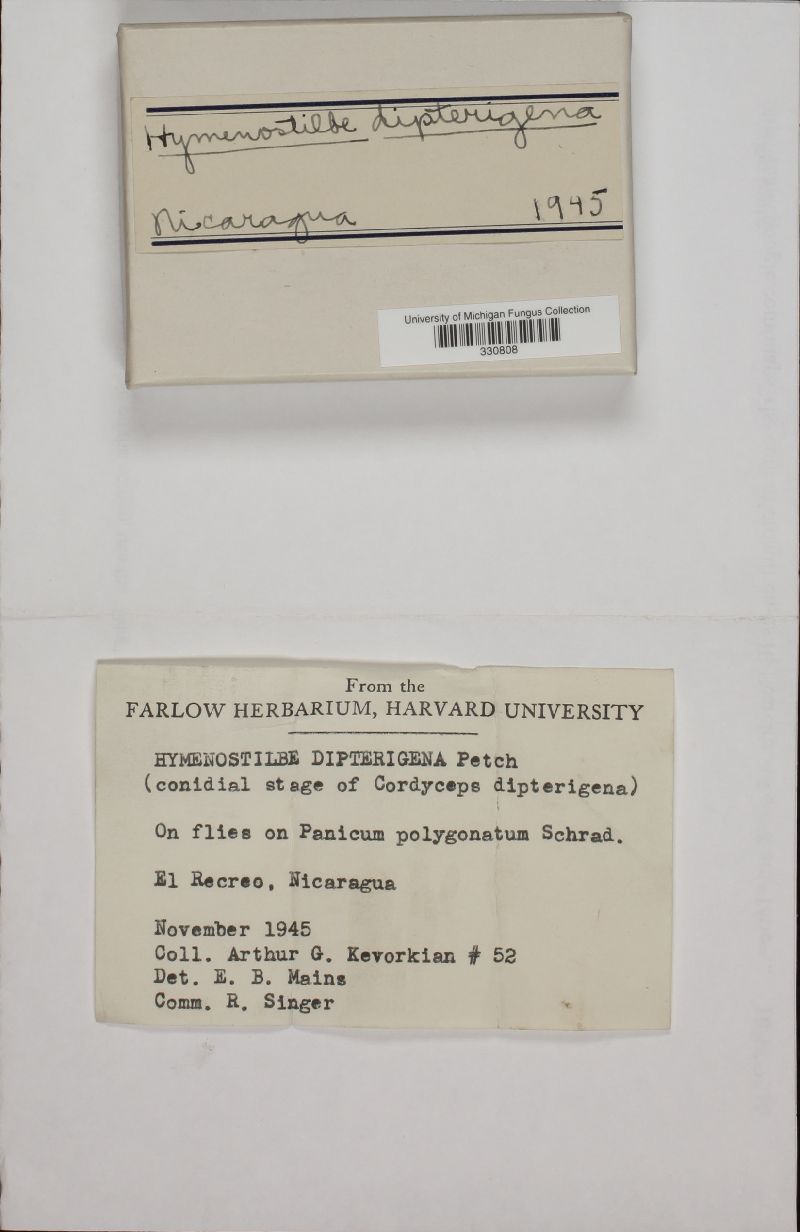 Hymenostilbe dipterigena
Nicaragua 1945
University of Michigan Fungus Collection
330808
From the
FARLOW HERBARIUM, HARVARD UNIVERSITY
HYMENOSTILBE DIPTERIGENA Petch
(conidial stage of Cordyceps dipterigena)
On flies on Panicum polygonatum Schrad.
El Recreo, Nicaragua
November 1945
Coll. Arthur G. Kevorkian # 52
Det. E. B. Mains
Comm. R. Singer